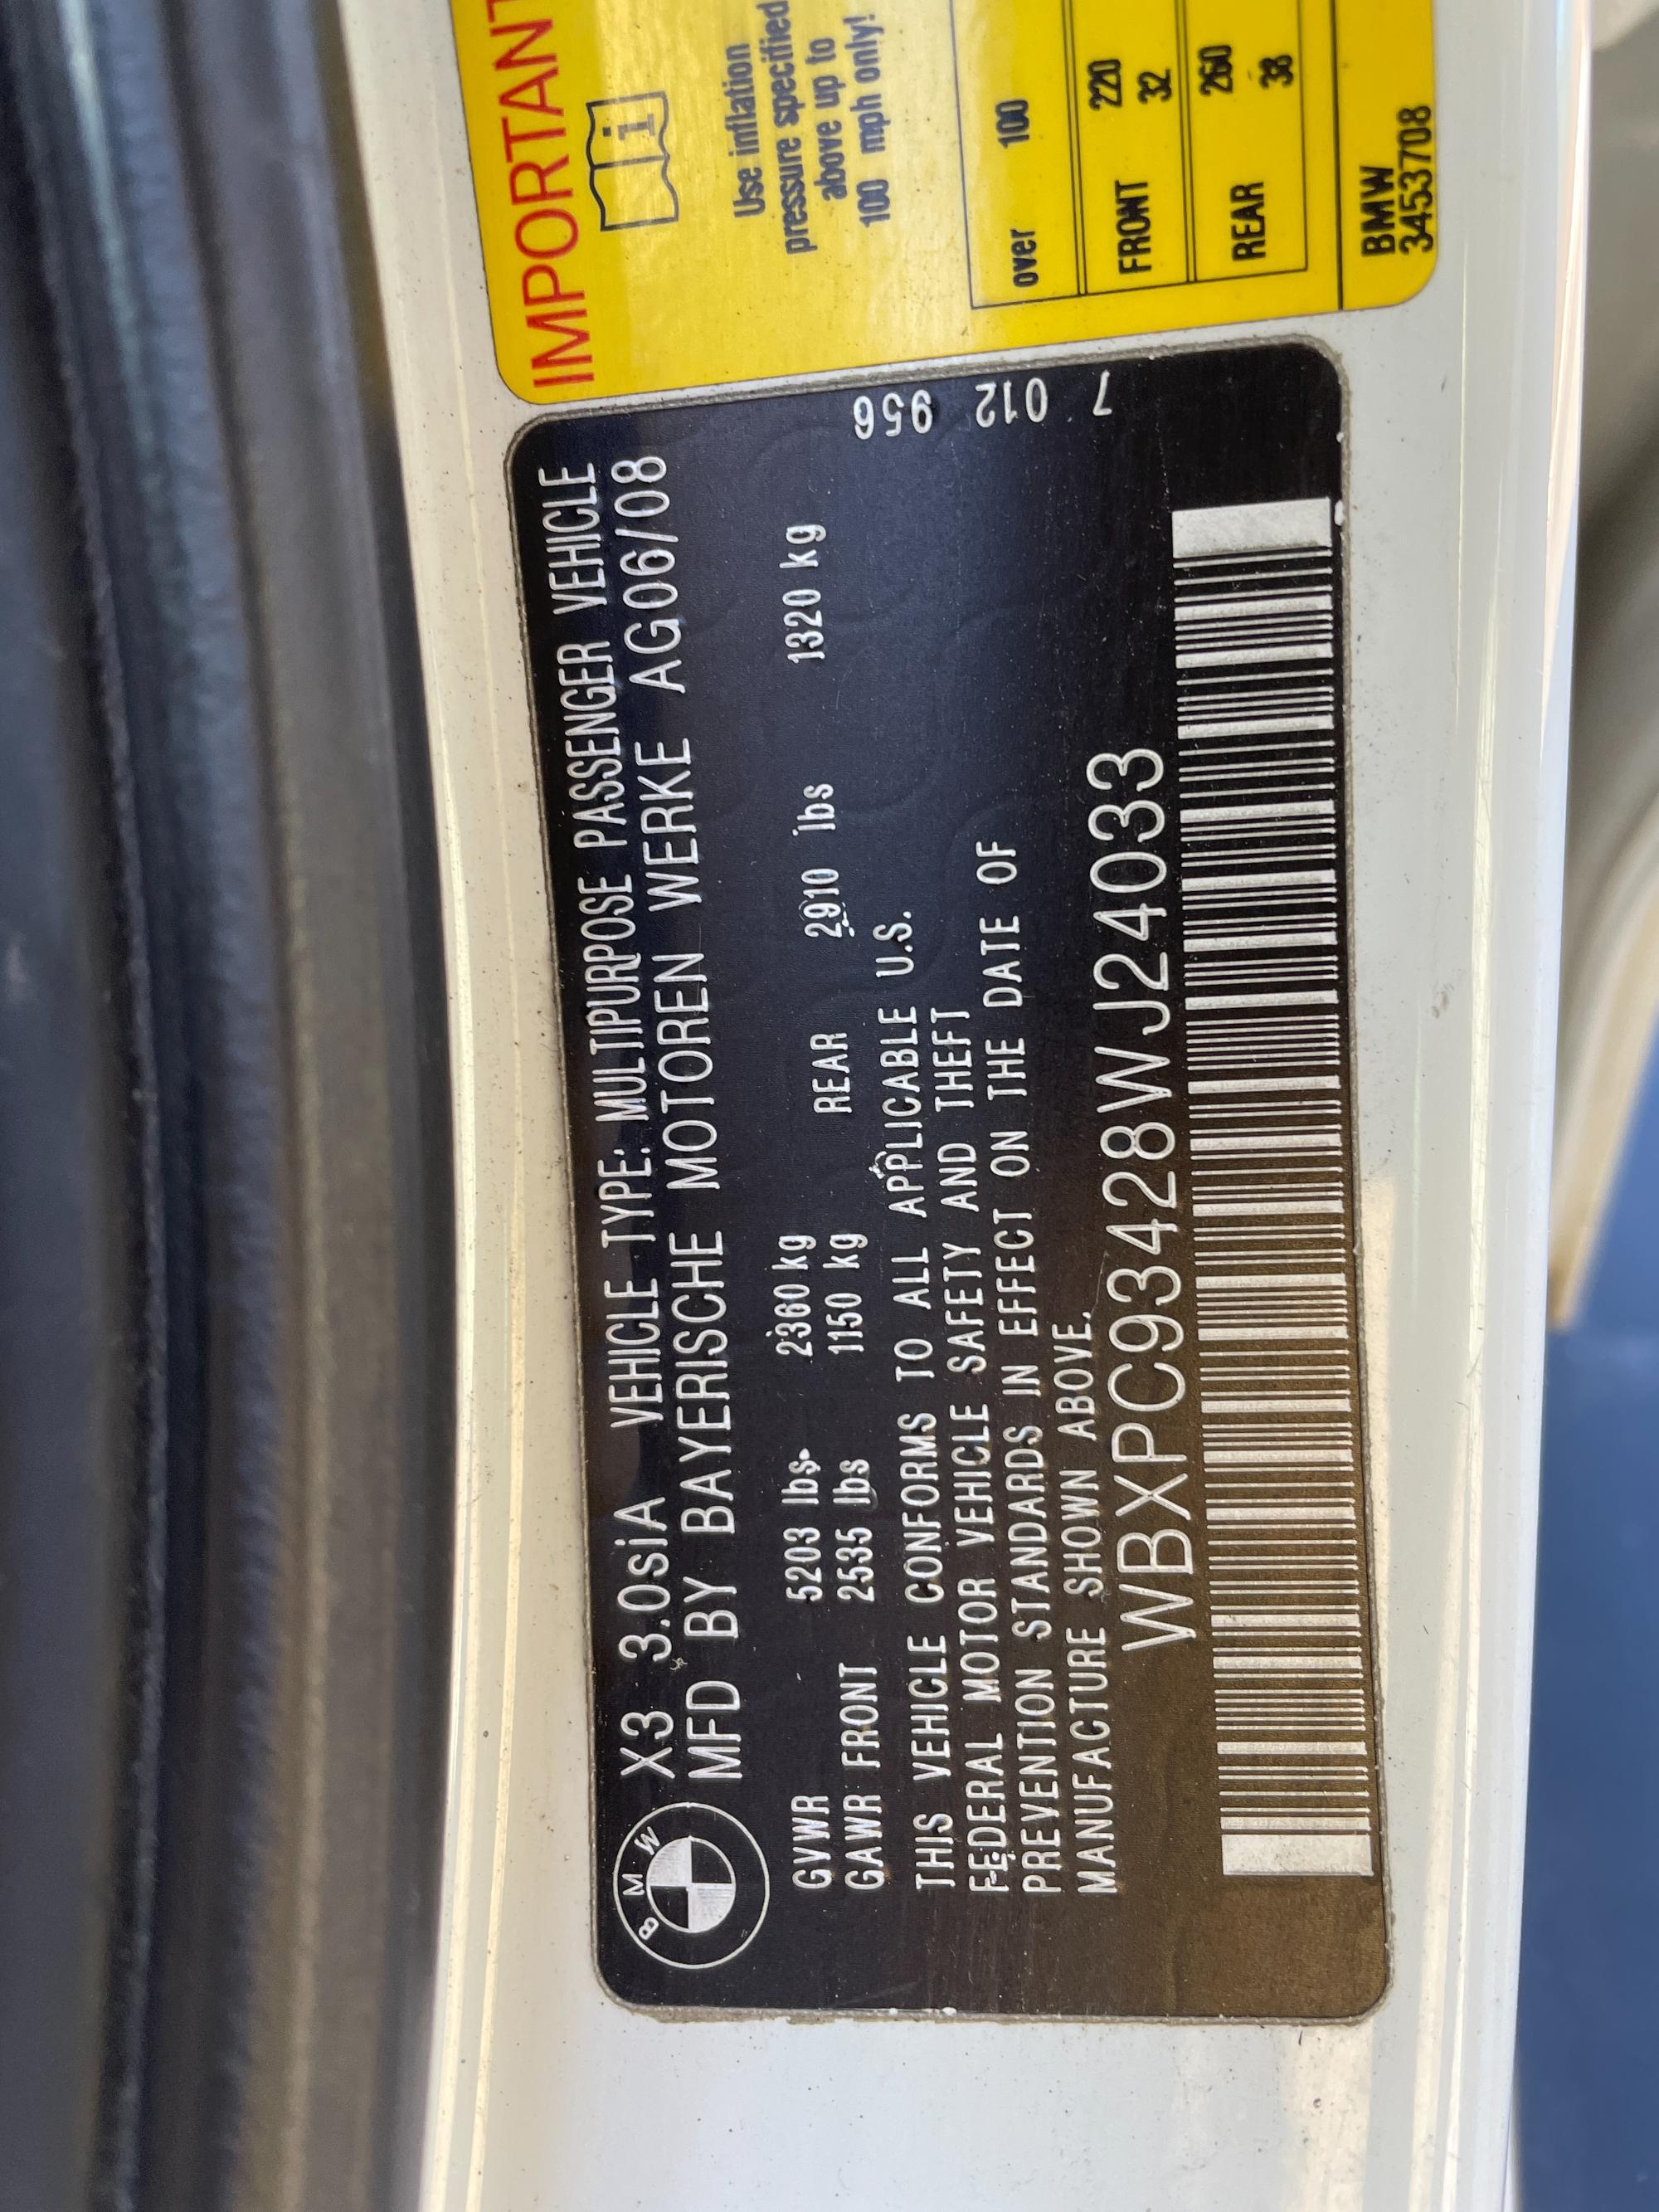 B M W
X3 3.0siA VEHICLE TYPE: MULTIPURPOSE PASSENGER VEHICLE
MFD BY BAYERISCHE MOTOREN WERKE AG06/08
GVWR 5203 lbs 2360 kg
GAWR FRONT 2535 lbs 1150 kg REAR 2910 lbs 1320 kg
THIS VEHICLE CONFORMS TO ALL APPLICABLE U.S.
FEDERAL MOTOR VEHICLE SAFETY AND THEFT
PREVENTION STANDARDS IN EFFECT ON THE DATE OF
MANUFACTURE SHOWN ABOVE.
WBXPC93428WJ24033
7 012 956
IMPORTANT
i
Use inflation
pressure specified
above up to
100 mph only!
over 100
FRONT 220
32
REAR 260
38
BMW
3453708